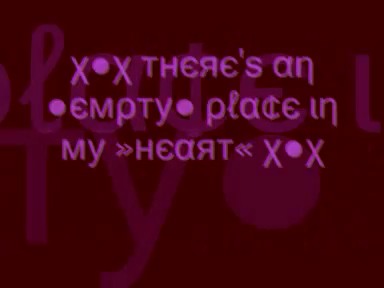 χ●χ тнєяє'ѕ αη
●ємρту● ρℓα¢є ιη
му »нєαят« χ●χ